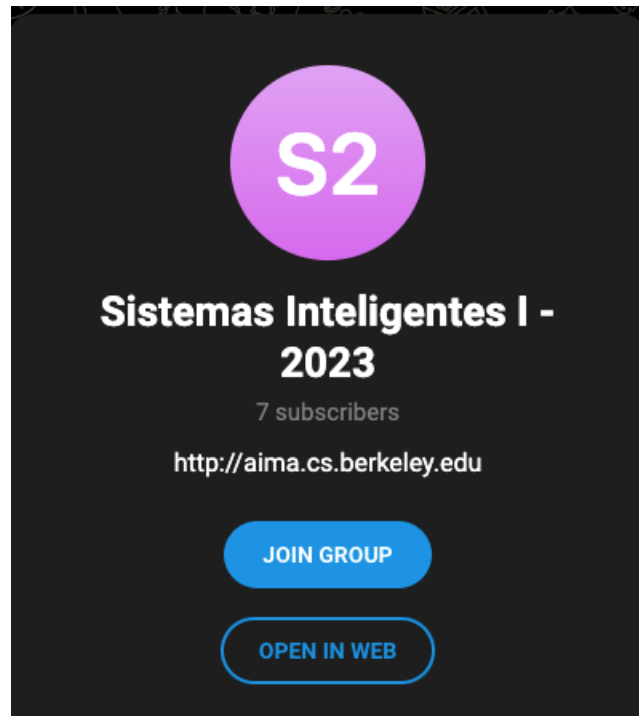 S2
Sistemas Inteligentes I -
2023
7 subscribers
http://aima.cs.berkeley.edu
JOIN GROUP
OPEN IN WEB